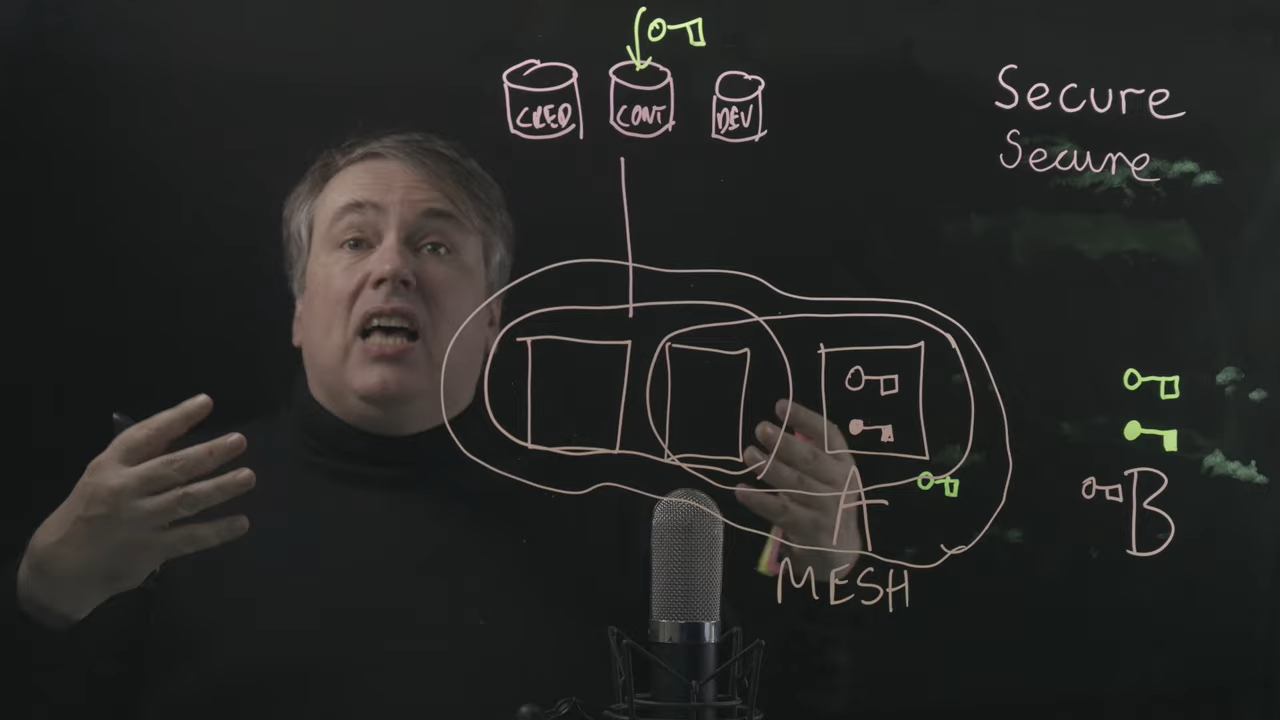 CRED CONT DEV
Secure
Secure
A
B
MESH